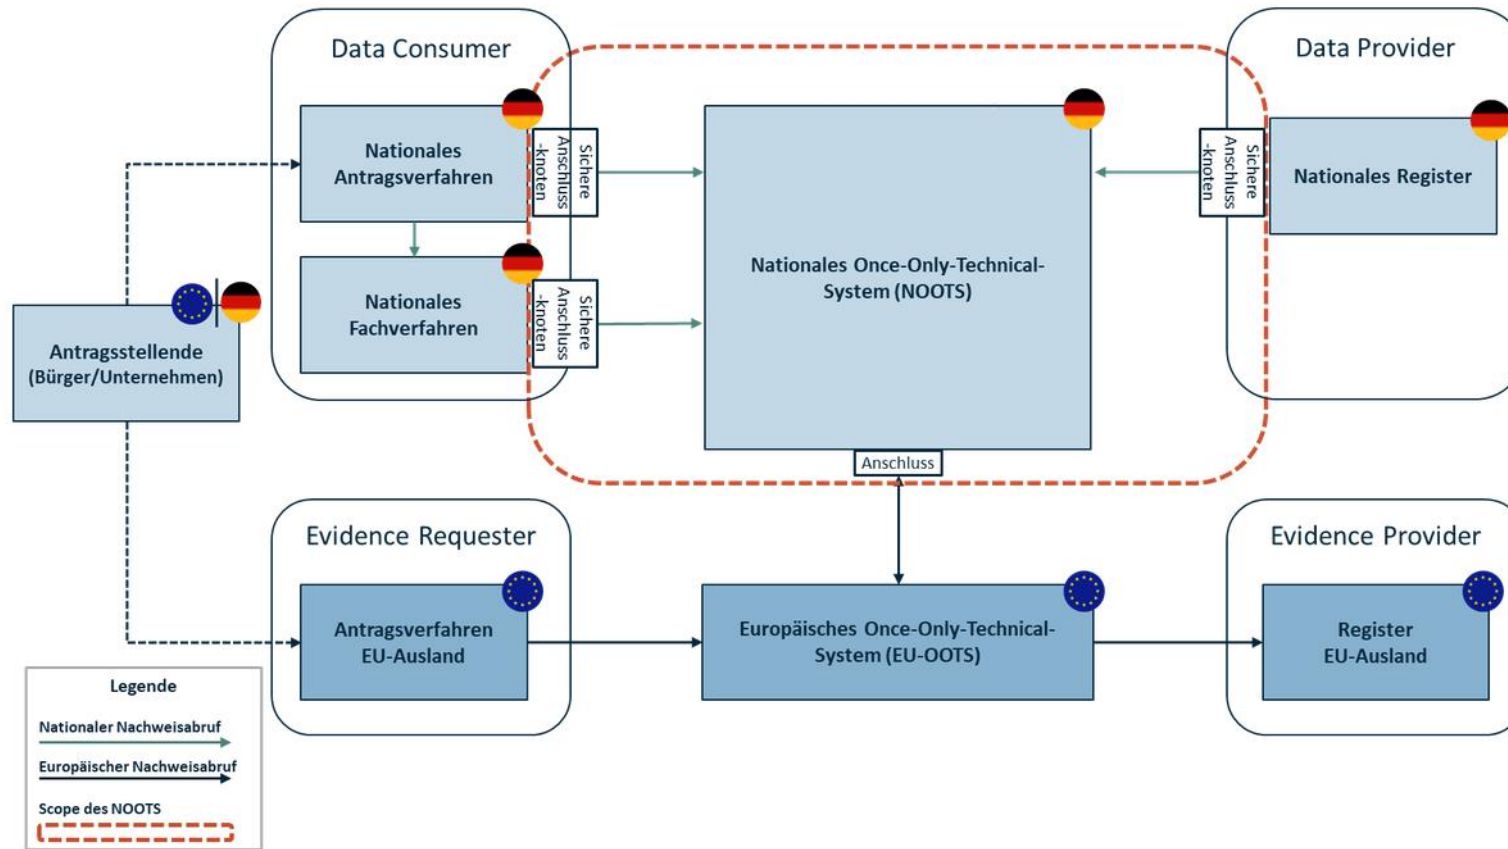 Data Consumer
Data Provider
Nationales
Antragsverfahren
Sichere
Anschluss
-knoten
Sichere
Anschluss
-knoten
Nationales Register
Nationales Once-Only-Technical-
System (NOOTS)
Nationales
Fachverfahren
Sichere
Anschluss
-knoten
Antragsstellende
(Bürger/Unternehmen)
Anschluss
Evidence Requester
Evidence Provider
Antragsverfahren
EU-Ausland
Europäisches Once-Only-Technical-
System (EU-OOTS)
Register
EU-Ausland
Legende
Nationaler Nachweisabruf
Europäischer Nachweisabruf
Scope des NOOTS